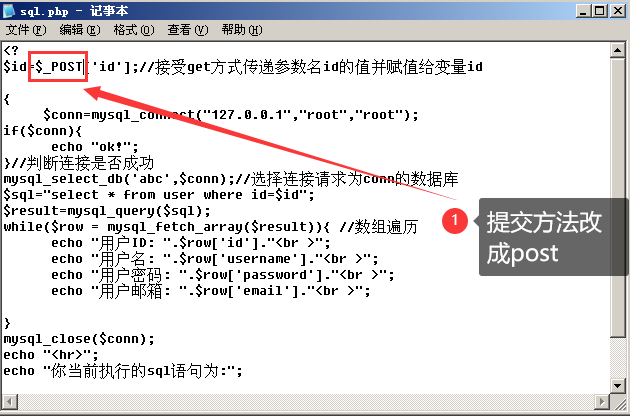 sql.php - 记事本
文件(F) 编辑(E) 格式(O) 查看(V) 帮助(H)
<?
$id=$_POST['id'];//接受get方式传递参数名id的值并赋值给变量id
{
$conn=mysql_connect("127.0.0.1","root","root");
if($conn){
echo "ok!";
}//判断连接是否成功
mysql_select_db('abc',$conn);//选择连接请求为conn的数据库
$sql="select * from user where id=$id";
$result=mysql_query($sql);
while($row = mysql_fetch_array($result)){ //数组遍历
echo "用户ID: ".$row['id']."<br >";
echo "用户名: ".$row['username']."<br >";
echo "用户密码: ".$row['password']."<br >";
echo "用户邮箱: ".$row['email']."<br >";
}
mysql_close($conn);
echo "<hr>";
echo "你当前执行的sql语句为:";
1
提交方法改
成post